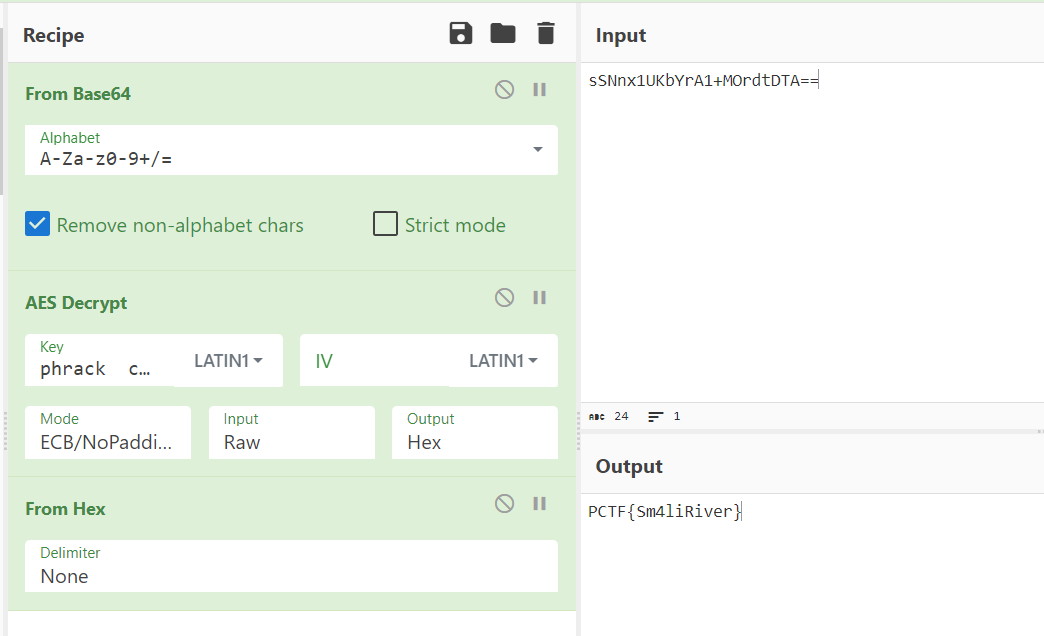 Recipe
From Base64
Alphabet
A-Za-z0-9+/=
Remove non-alphabet chars
Strict mode
AES Decrypt
Key
phrack  c…
LATIN1
IV
LATIN1
Mode
ECB/NoPaddi…
Input
Raw
Output
Hex
From Hex
Delimiter
None
Input
sSNnx1UKbYrA1+MOrdtDTA==
ABC 24 1
Output
PCTF{Sm4liRiver}